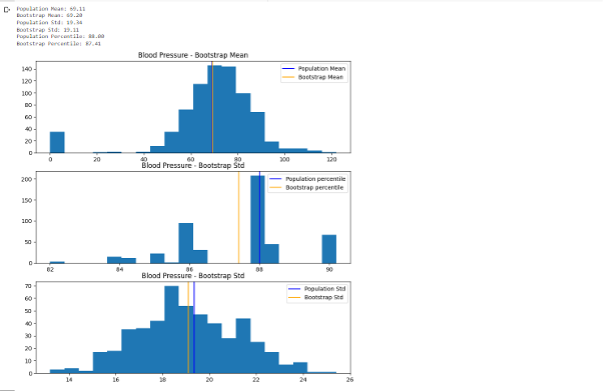 Population Mean: 69.11
Bootstrap Mean: 69.20
Population Std: 19.34
Bootstrap Std: 19.11
Population Percentile: 88.00
Bootstrap Percentile: 87.41
Blood Pressure - Bootstrap Mean
Population Mean
Bootstrap Mean
140
120
100
80
60
40
20
0
0 20 40 60 80 100 120
Blood Pressure - Bootstrap Std
Population percentile
Bootstrap percentile
200
150
100
50
0
82 84 86 88 90
Blood Pressure - Bootstrap Std
Population Std
Bootstrap Std
70
60
50
40
30
20
10
0
14 16 18 20 22 24 26